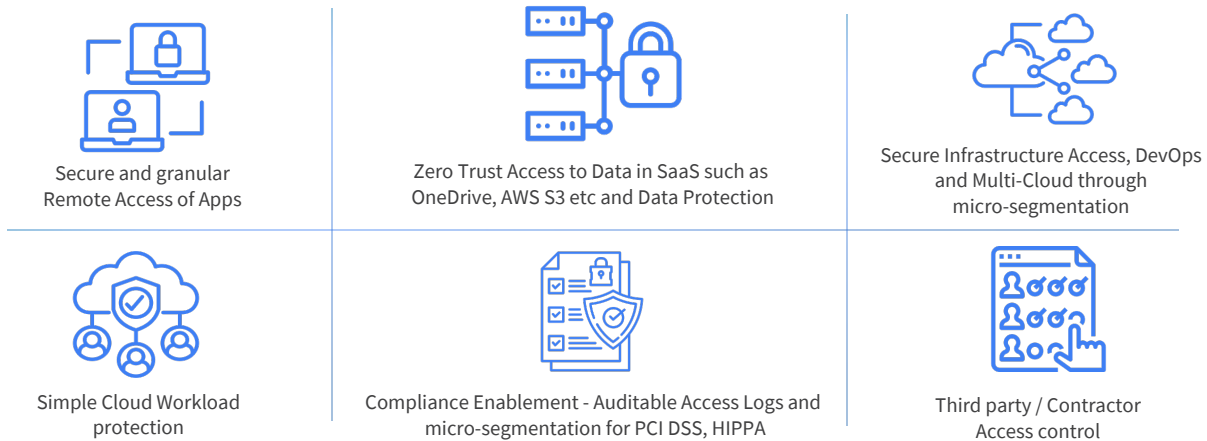 Secure and granular
Remote Access of Apps
Zero Trust Access to Data in SaaS such as
OneDrive, AWS S3 etc and Data Protection
Secure Infrastructure Access, DevOps
and Multi-Cloud through
micro-segmentation
Simple Cloud Workload
protection
Compliance Enablement - Auditable Access Logs and
micro-segmentation for PCI DSS, HIPPA
Third party / Contractor
Access control